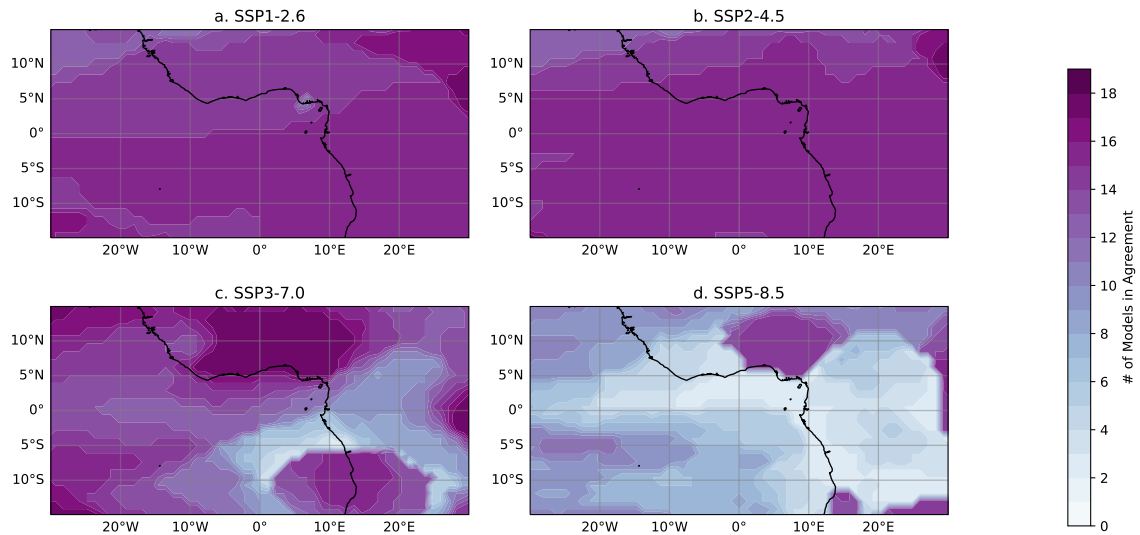 a. SSP1-2.6
b. SSP2-4.5
10°N
5°N
0°
5°S
10°S
20°W 10°W 0° 10°E 20°E
10°N
5°N
0°
5°S
10°S
20°W 10°W 0° 10°E 20°E
c. SSP3-7.0
d. SSP5-8.5
10°N
5°N
0°
5°S
10°S
20°W 10°W 0° 10°E 20°E
10°N
5°N
0°
5°S
10°S
20°W 10°W 0° 10°E 20°E
18
16
14
12
10
8
6
4
2
0
# of Models in Agreement